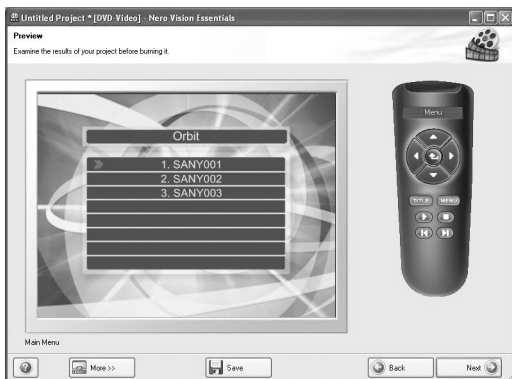 Untitled Project *[DVD-Video] - Nero Vision Essentials
Preview
Examine the results of your project before burning it.
Menu
Orbit
1. SANY001
2. SANY002
3. SANY003
TITLE MENU
Main Menu
? More >> Save Back Next